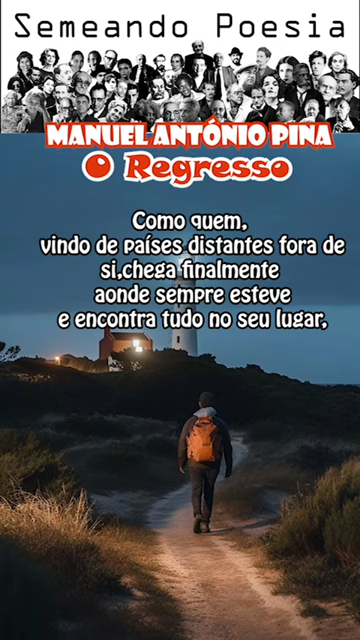 Semeando Poesia
MANUEL ANTÓNIO PINA
O Regresso
Como quem,
vindo de países distantes fora de
si,chega finalmente
aonde sempre esteve
e encontra tudo no seu lugar,